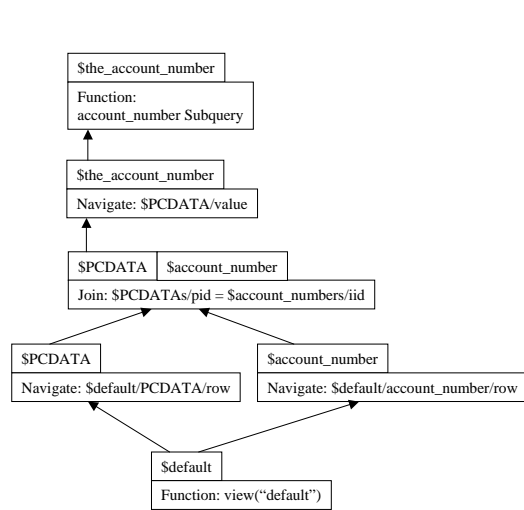 $the_account_number
Function:
account_number Subquery
$the_account_number
Navigate: $PCDATA/value
$PCDATA $account_number
Join: $PCDATAs/pid = $account_numbers/iid
$PCDATA
Navigate: $default/PCDATA/row
$account_number
Navigate: $default/account_number/row
$default
Function: view(“default”)